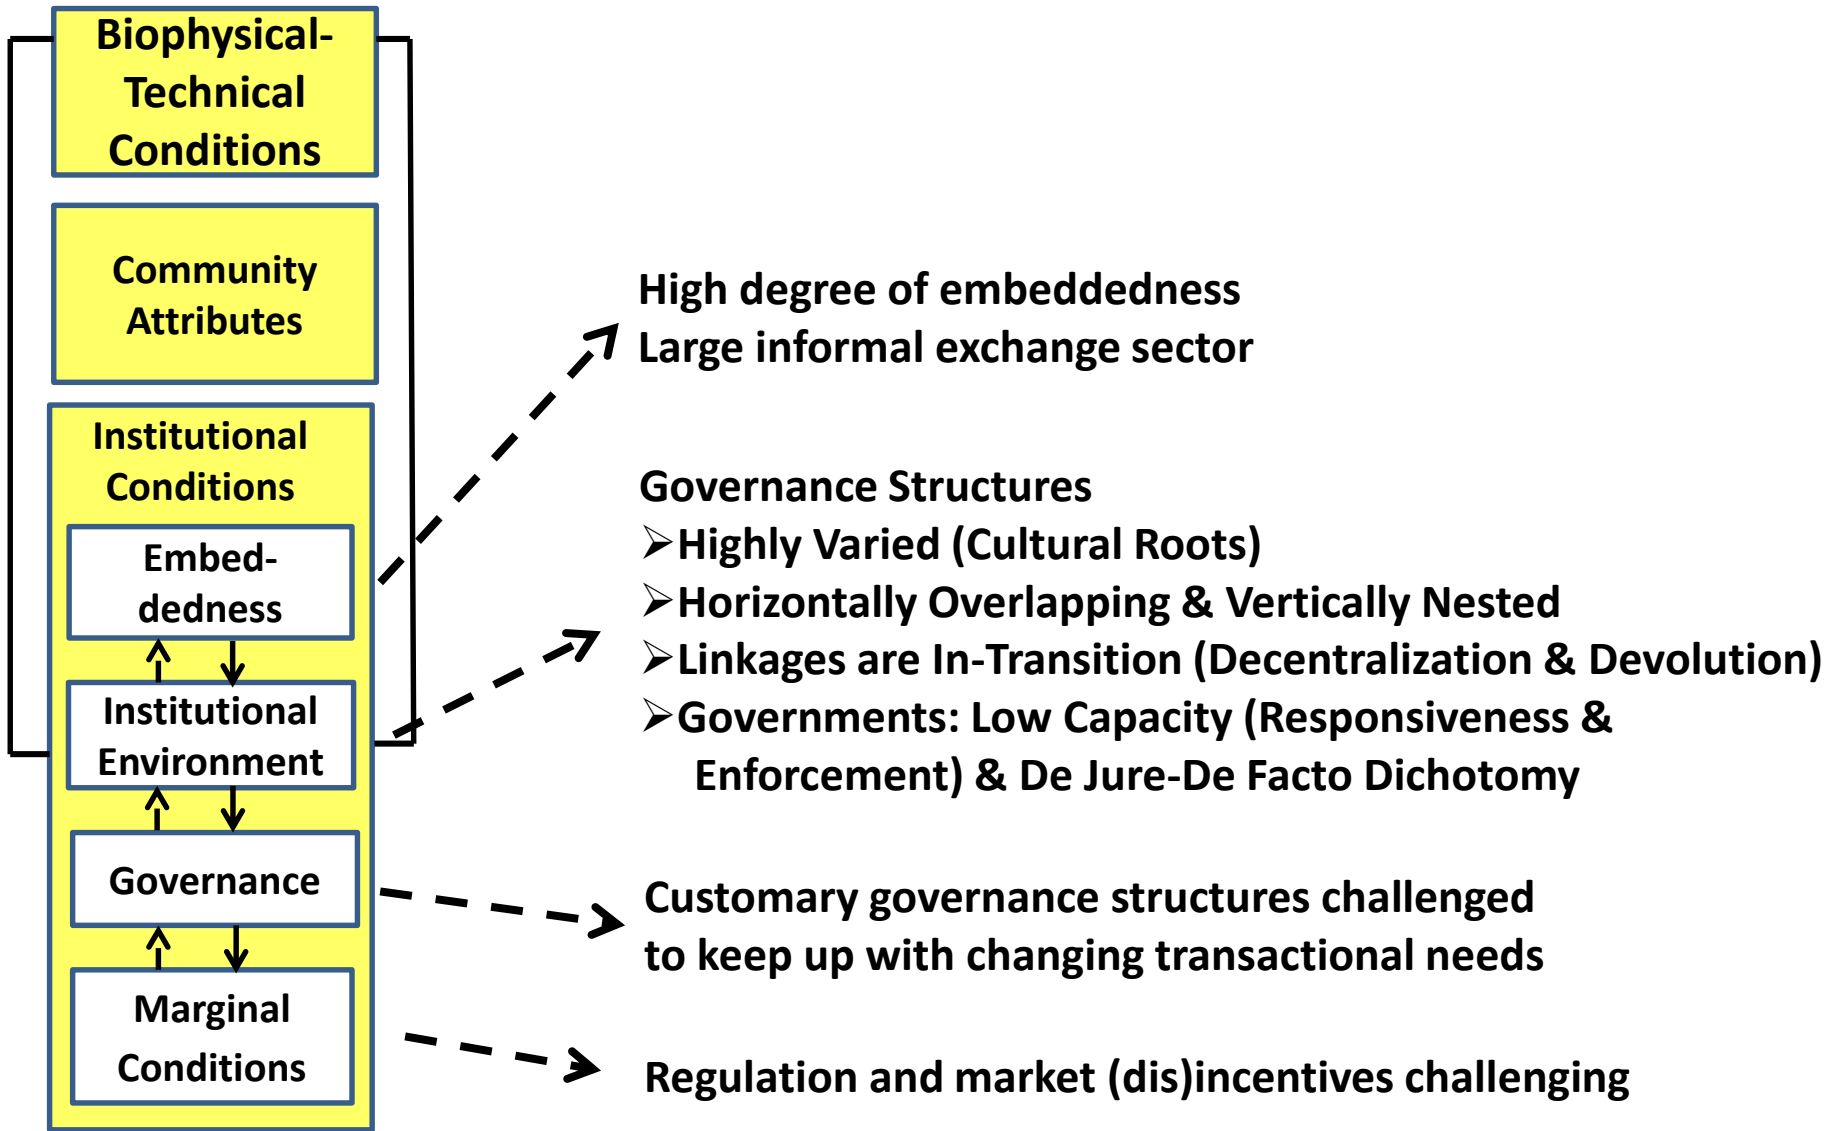 Biophysical-
Technical
Conditions
Community
Attributes
Institutional
Conditions
Embed-
dedness
Institutional
Environment
Governance
Marginal
Conditions
High degree of embeddedness
Large informal exchange sector
Governance Structures
➢Highly Varied (Cultural Roots)
➢Horizontally Overlapping & Vertically Nested
➢Linkages are In-Transition (Decentralization & Devolution)
➢Governments: Low Capacity (Responsiveness &
Enforcement) & De Jure-De Facto Dichotomy
Customary governance structures challenged
to keep up with changing transactional needs
Regulation and market (dis)incentives challenging